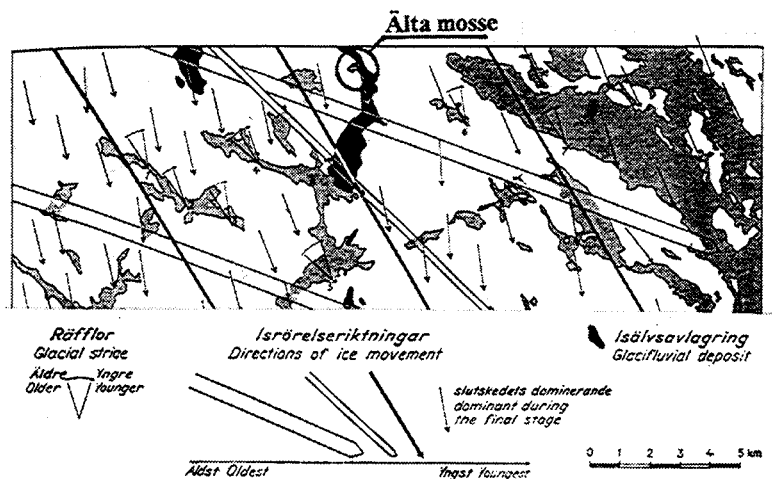 Älta mosse
Räfflor
Glacial striae
Äldre
Older
Yngre
Younger
Isrörelseriktningar
Directions of ice movement
Isälvsavlagring
Glacifluvial deposit
slutskedets dominerande
dominant during
the final stage
Äldst Oldest
Yngst Youngest
0 1 2 3 4 5 km